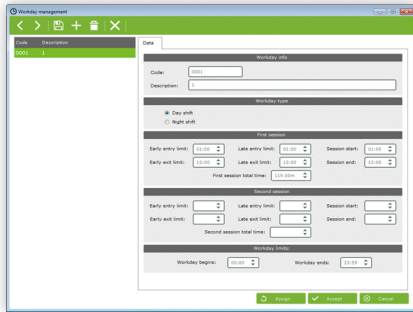 Workday management
Code Description
0001 1
Data
Workday info
Code: 0001
Description: 1
Workday type
Day shift
Night shift
First session
Early entry limit: 01:00 Late entry limit: 01:00 Session start: 01:00
Early exit limit: 13:00 Late exit limit: 13:00 Session end: 12:00
First session total time:
Second session
Early entry limit: Late entry limit: Session start:
Early exit limit: Late exit limit: Session end:
Second session total time:
Workday limits:
Workday begins: 00:00 Workday ends: 23:59
Assign Accept Cancel